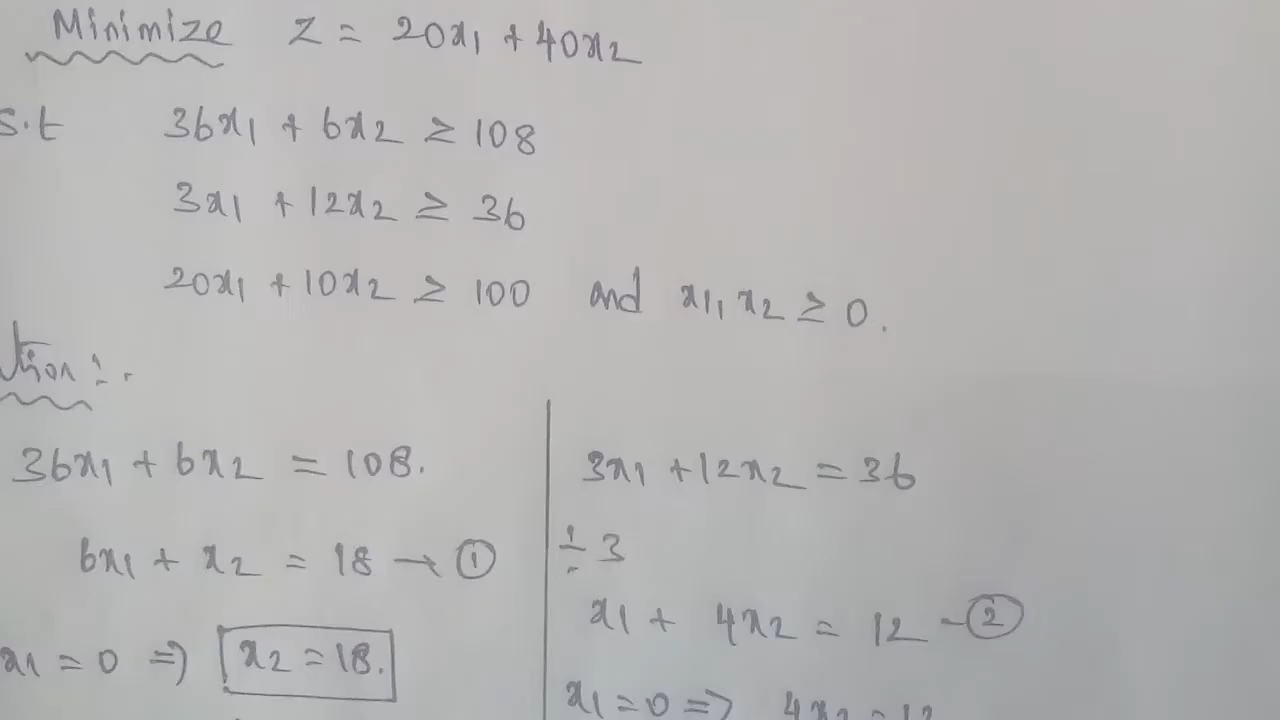 Minimize Z = 20x1 + 40x2
s.t 36x1 + 6x2 ≥ 108
3x1 + 12x2 ≥ 36
20x1 + 10x2 ≥ 100 and x1, x2 ≥ 0.
tion :-
36x1 + 6x2 = 108.
6x1 + x2 = 18 → ①
x1 = 0 ⇒ x2 = 18.
3x1 + 12x2 = 36
÷ 3
x1 + 4x2 = 12 - ②
x1 = 0 ⇒ 4x2 = 12